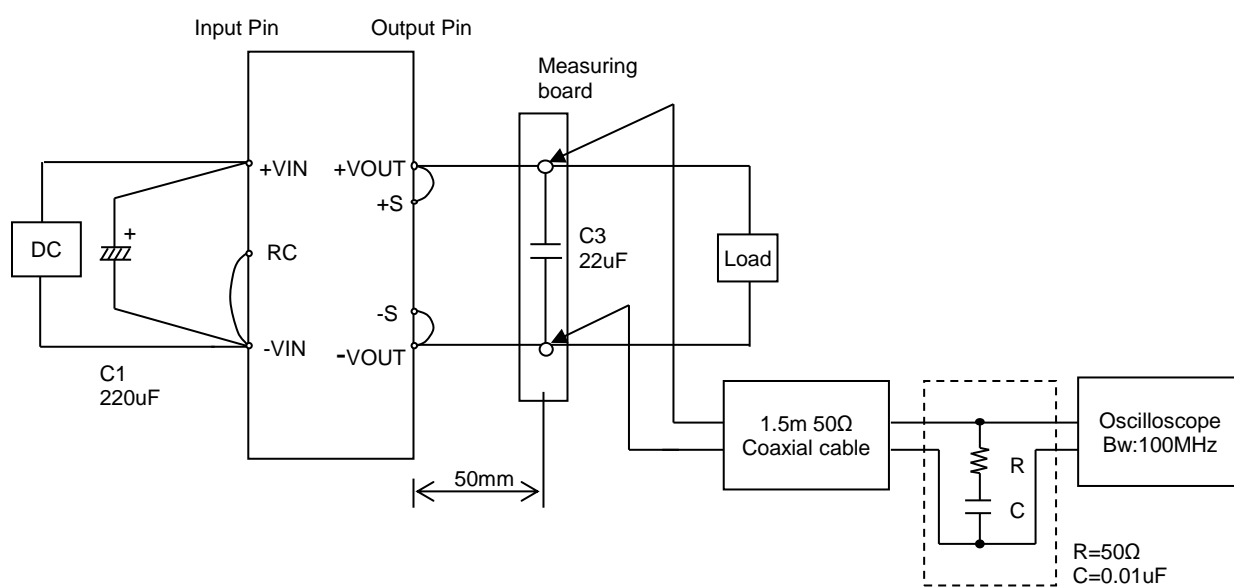 Input Pin
Output Pin
Measuring
board
+VIN
+VOUT
+S
DC
+
RC
C3
22uF
Load
-S
-VIN
-VOUT
C1
220uF
1.5m 50Ω
Coaxial cable
Oscilloscope
Bw:100MHz
50mm
R
C
R=50Ω
C=0.01uF